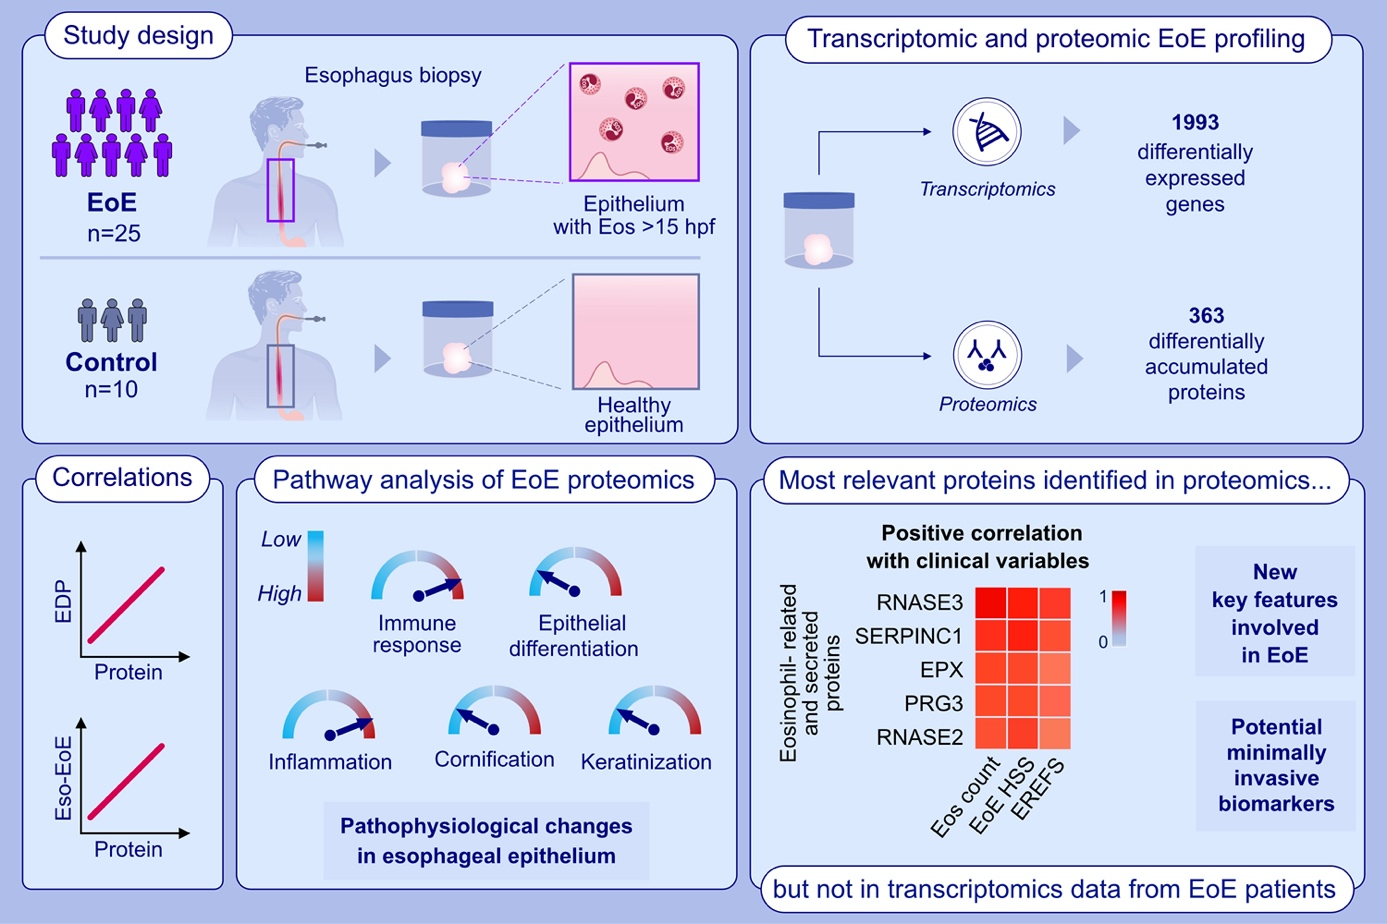 Study design
Esophagus biopsy
EoE
n=25
Epithelium
with Eos >15 hpf
Control
n=10
Healthy
epithelium
Transcriptomic and proteomic EoE profiling
Transcriptomics
1993
differentially
expressed
genes
Proteomics
363
differentially
accumulated
proteins
Correlations
EDP
Protein
Eso-EoE
Protein
Pathway analysis of EoE proteomics
Low
High
Immune
response
Epithelial
differentiation
Inflammation
Cornification
Keratinization
Pathophysiological changes
in esophageal epithelium
Most relevant proteins identified in proteomics...
Positive correlation
with clinical variables
Eosinophil- related
and secreted
proteins
RNASE3
SERPINC1
EPX
PRG3
RNASE2
Eos count
EoE HSS
EREFS
1
0
New
key features
involved
in EoE
Potential
minimally
invasive
biomarkers
but not in transcriptomics data from EoE patients